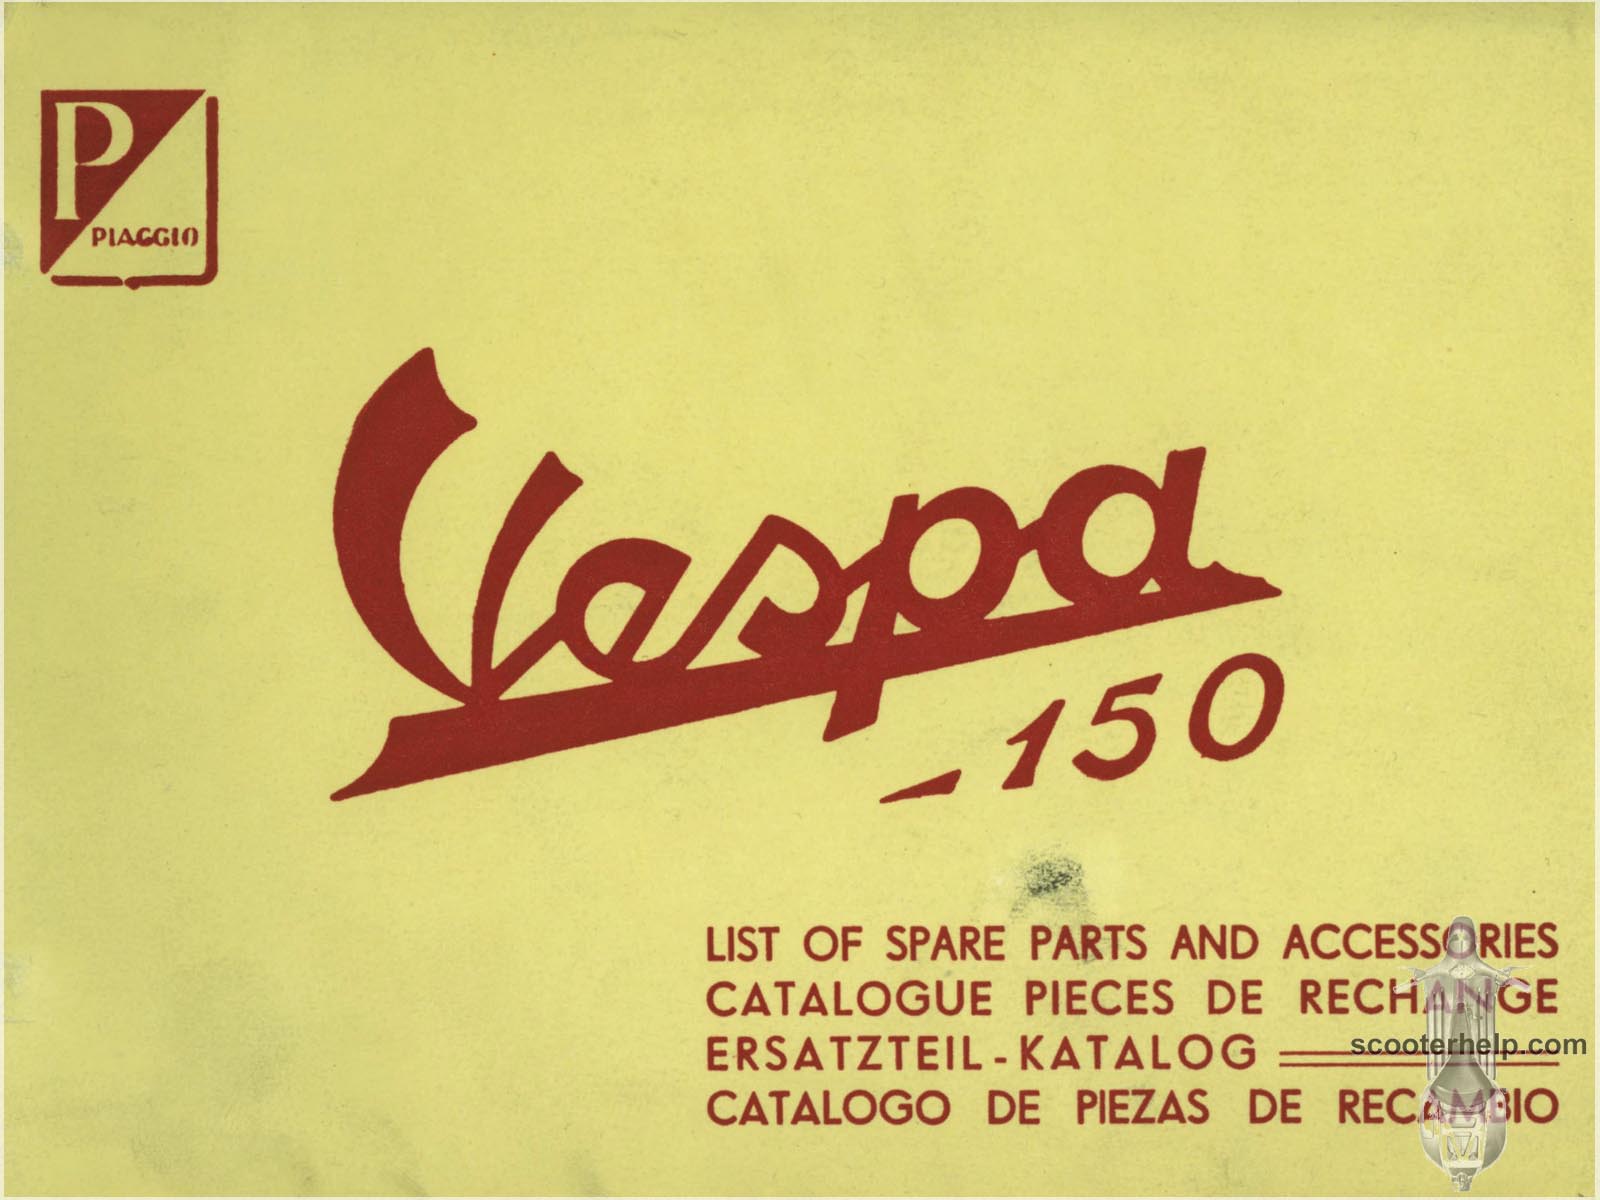 P
PIAGGIO
Vespa
150
LIST OF SPARE PARTS AND ACCESSORIES
CATALOGUE PIECES DE RECHANGE
ERSATZTEIL-KATALOG
scooterhelp.com
CATALOGO DE PIEZAS DE RECAMBIO